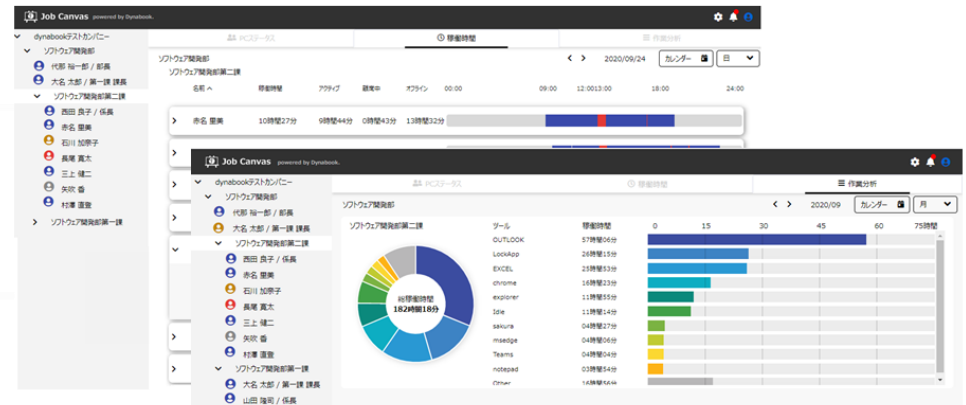 Job Canvas powered by Dynabook.
dynabookテストカンパニー
ソフトウェア開発部
代那 裕一郎 / 部長
大名 太郎 / 第一課 課長
ソフトウェア開発部第二課
西田 良子 / 係長
赤名 里美
石川 加奈子
長尾 寛太
三上 健二
矢吹 香
村澤 直登
ソフトウェア開発部第一課
PCステータス
稼働時間
作業分析
ソフトウェア開発部
2020/09/24
カレンダー
日
ソフトウェア開発部第二課
名前
稼働時間
アクティブ
離席中
オフライン
00:00
09:00
12:00
13:00
18:00
24:00
赤名 里美
10時間27分
9時間44分
0時間43分
13時間32分
Job Canvas powered by Dynabook.
dynabookテストカンパニー
ソフトウェア開発部
代那 裕一郎 / 部長
大名 太郎 / 第一課 課長
ソフトウェア開発部第二課
西田 良子 / 係長
赤名 里美
石川 加奈子
長尾 寛太
三上 健二
矢吹 香
村澤 直登
ソフトウェア開発部第一課
大名 太郎 / 第一課 課長
山田 隆司 / 係長
PCステータス
稼働時間
作業分析
ソフトウェア開発部
2020/09
カレンダー
月
ソフトウェア開発部第二課
総稼働時間
182時間18分
ツール 稼働時間 0 15 30 45 60 75時間
OUTLOOK 57時間06分
LockApp 26時間15分
EXCEL 25時間53分
chrome 16時間23分
explorer 11時間55分
Idle 11時間14分
sakura 04時間27分
msedge 04時間06分
Teams 04時間04分
notepad 03時間54分
Other 16時間56分